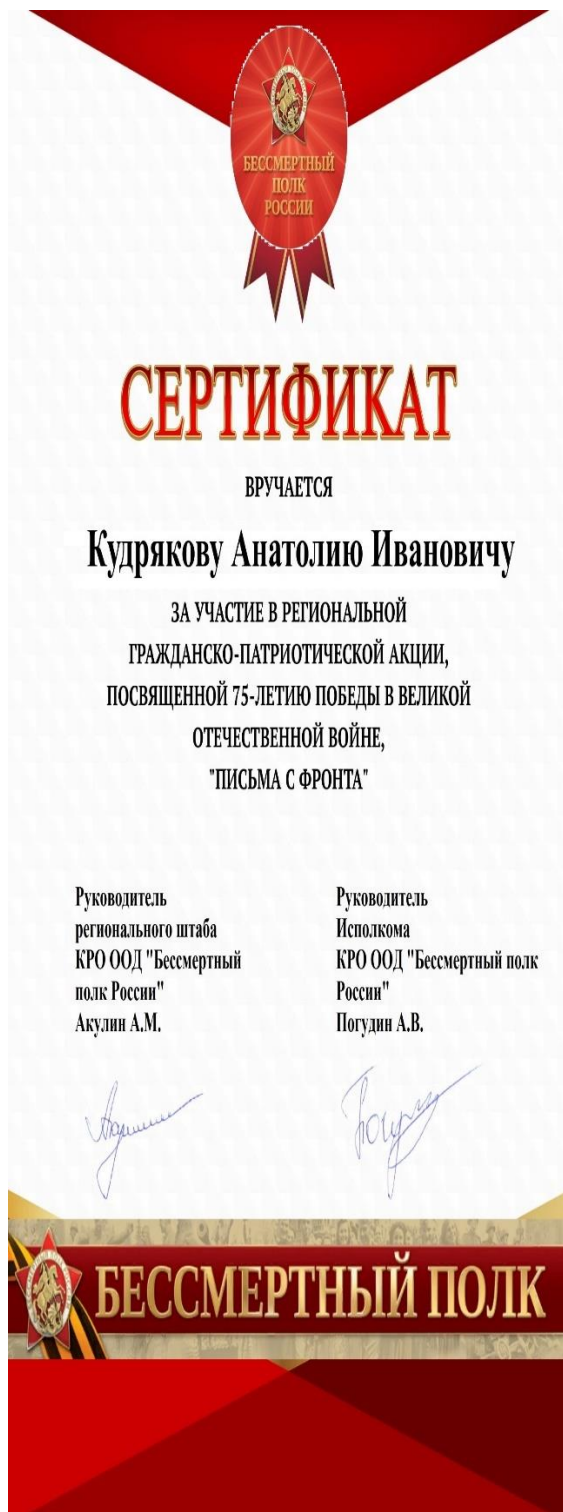 БЕССМЕРТНЫЙ
ПОЛК
РОССИИ
СЕРТИФИКАТ
ВРУЧАЕТСЯ
Кудрякову Анатолию Ивановичу
ЗА УЧАСТИЕ В РЕГИОНАЛЬНОЙ
ГРАЖДАНСКО-ПАТРИОТИЧЕСКОЙ АКЦИИ,
ПОСВЯЩЕННОЙ 75-ЛЕТИЮ ПОБЕДЫ В ВЕЛИКОЙ
ОТЕЧЕСТВЕННОЙ ВОЙНЕ,
"ПИСЬМА С ФРОНТА"
Руководитель
регионального штаба
КРО ООД "Бессмертный
полк России"
Акулин А.М.
Руководитель
Исполкома
КРО ООД "Бессмертный полк
России"
Погудин А.В.
БЕССМЕРТНЫЙ ПОЛК